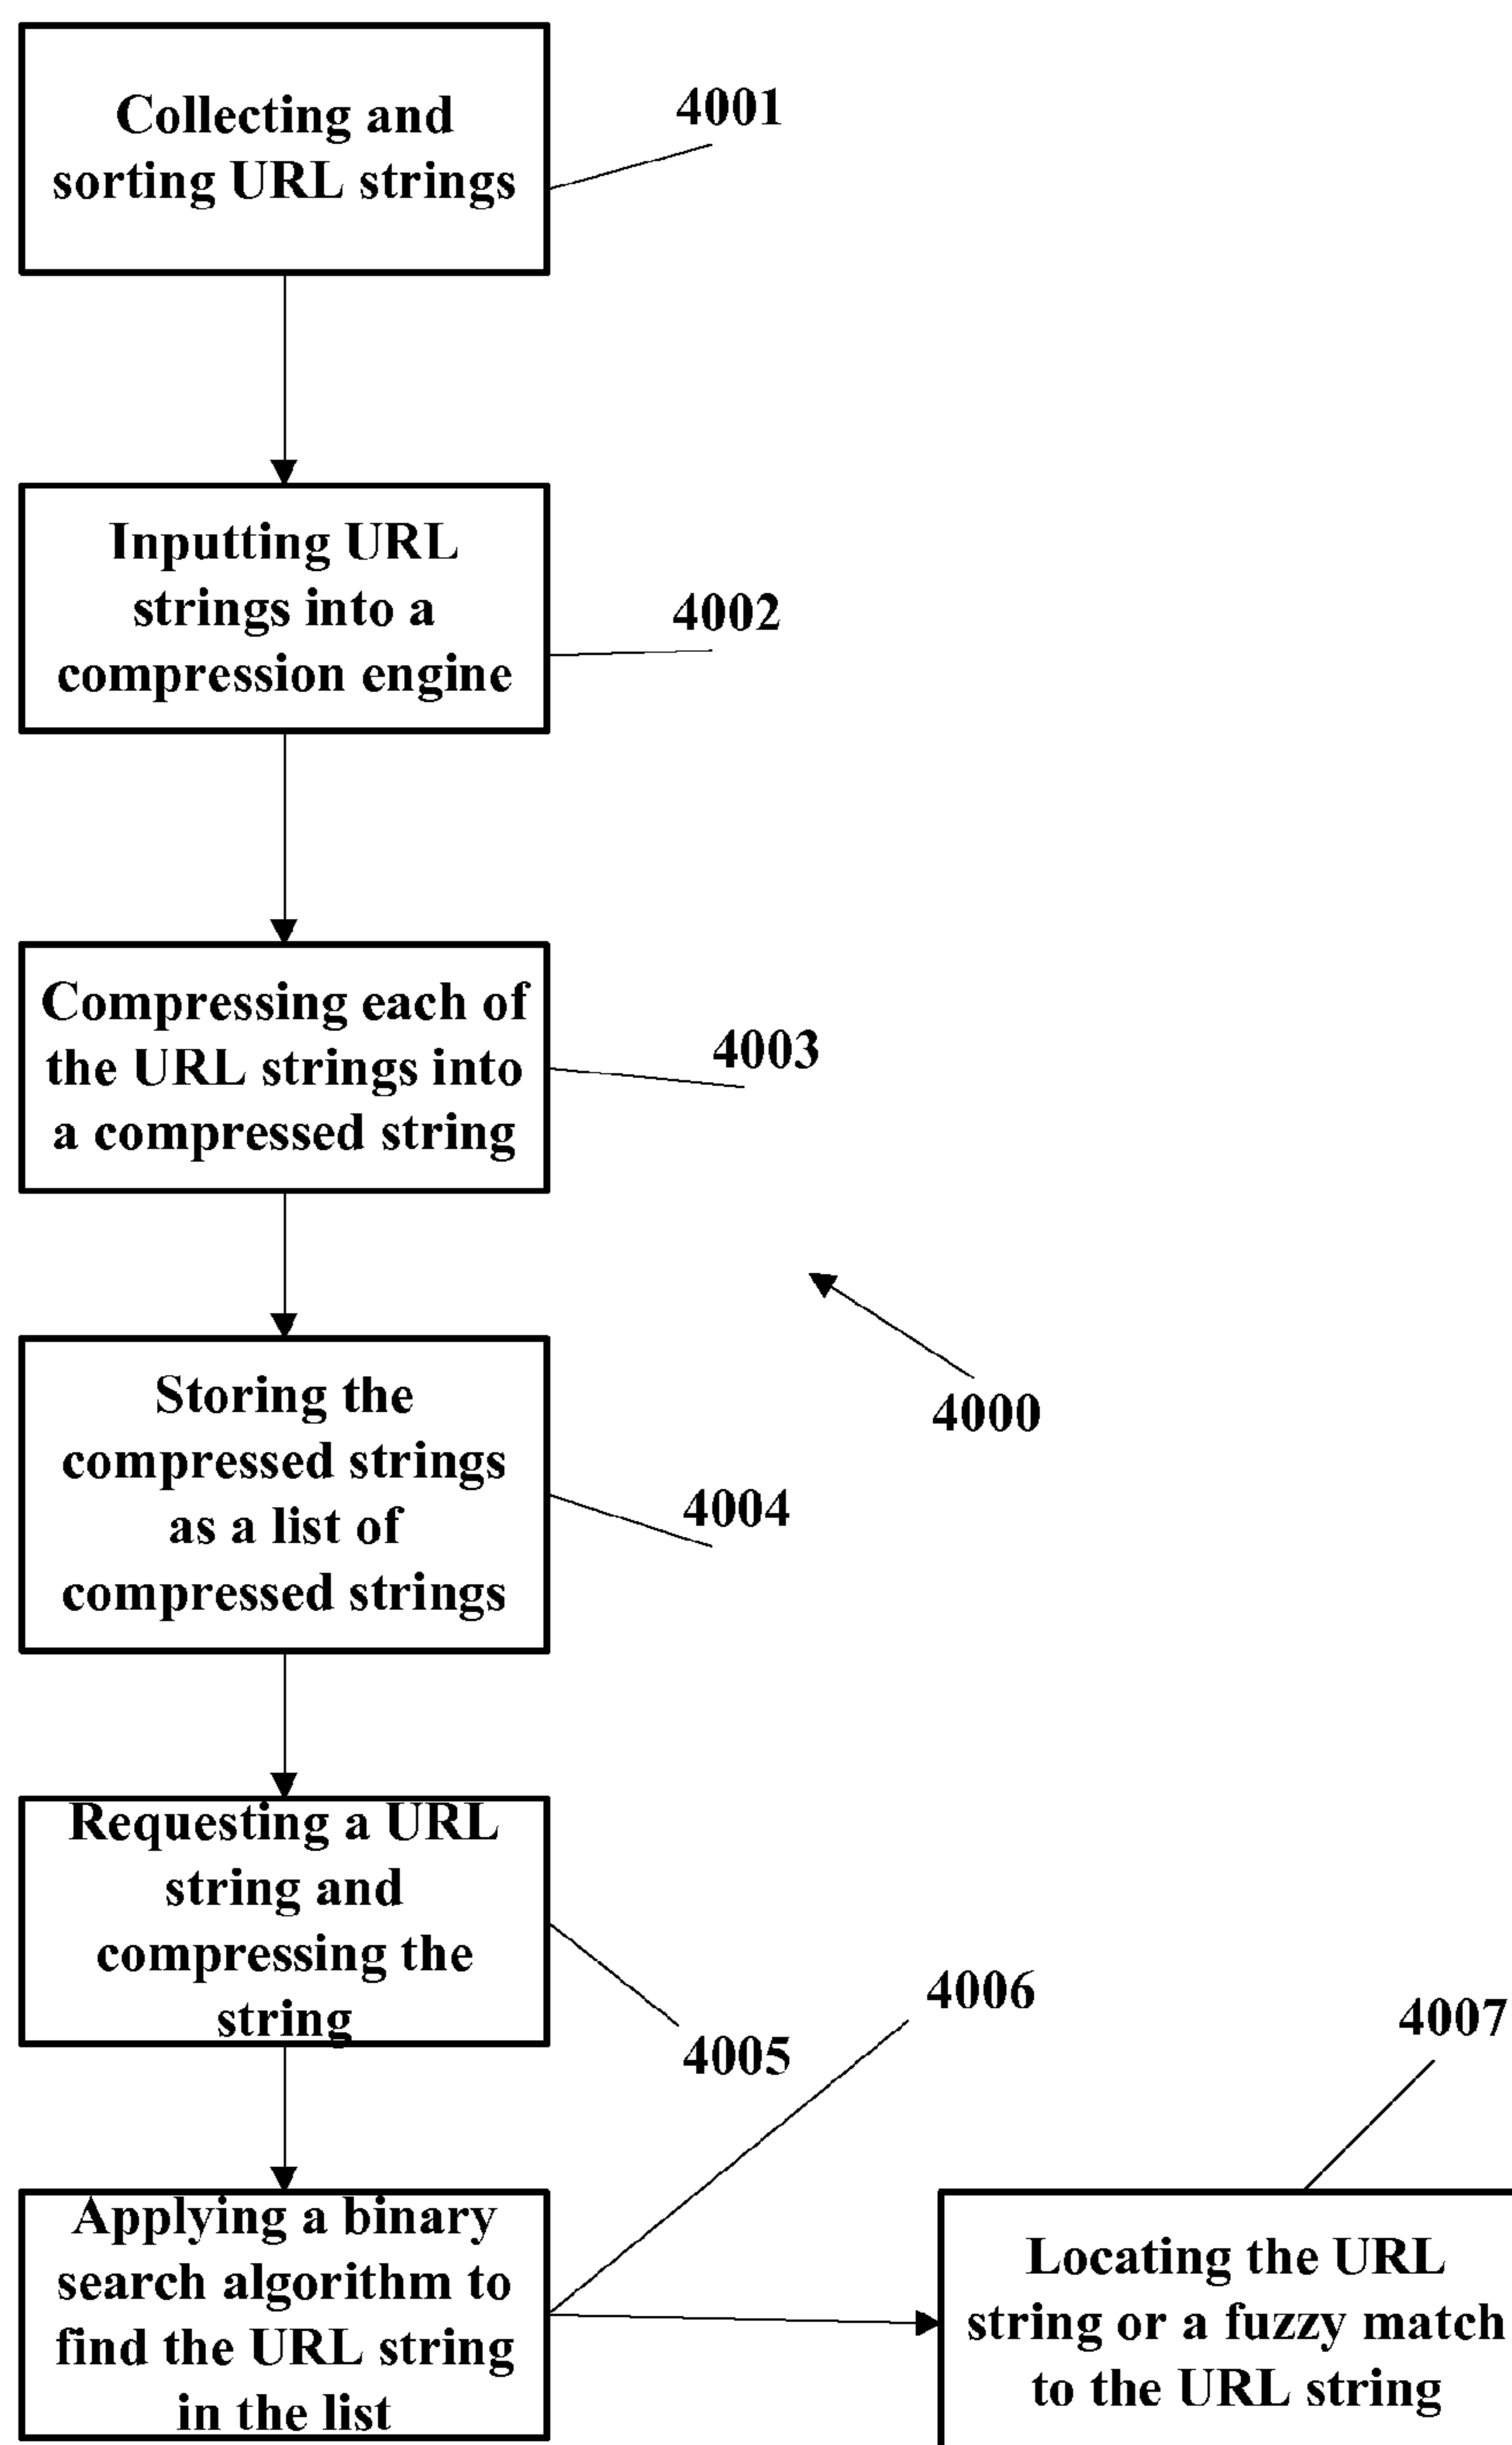 Collecting and
sorting URL strings
4001
Inputting URL
strings into a
compression engine
4002
Compressing each of
the URL strings into
a compressed string
4003
4000
Storing the
compressed strings
as a list of
compressed strings
4004
Requesting a URL
string and
compressing the
string
4005
Applying a binary
search algorithm to
find the URL string
in the list
4006
4007
Locating the URL
string or a fuzzy match
to the URL string